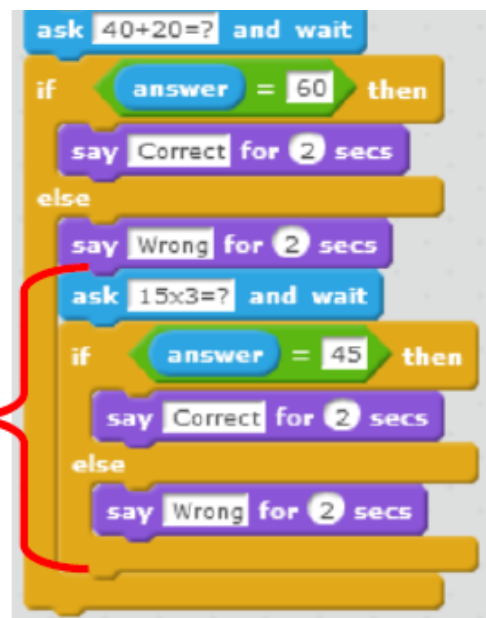 ask 40+20=? and wait
if answer = 60 then
say Correct for 2 secs
else
say Wrong for 2 secs
ask 15x3=? and wait
if answer = 45 then
say Correct for 2 secs
else
say Wrong for 2 secs